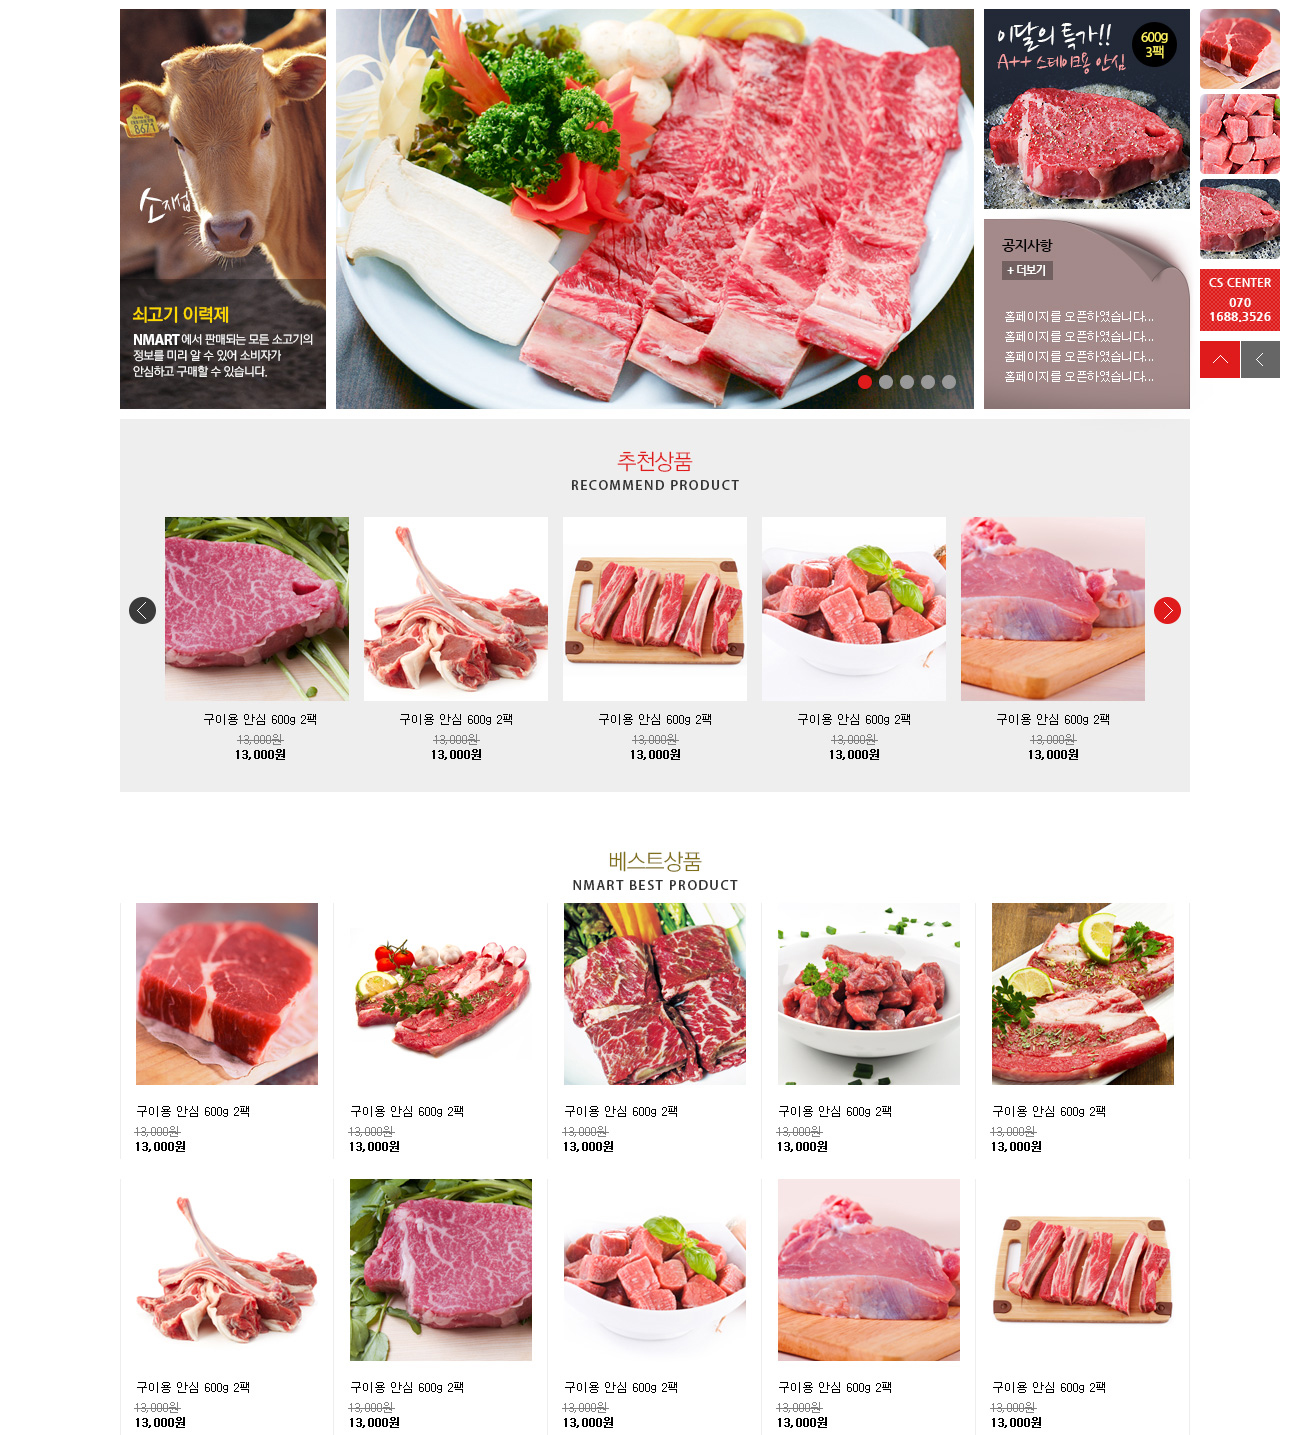 이달의 특가!!
A++ 스테이크용 안심
600g
3팩
8671
소재섭
쇠고기 이력제
NMART에서 판매되는 모든 소고기의
정보를 미리 알 수 있어 소비자가
안심하고 구매할 수 있습니다.
공지사항
+ 더보기
홈페이지를 오픈하였습니다...
홈페이지를 오픈하였습니다...
홈페이지를 오픈하였습니다...
홈페이지를 오픈하였습니다...
CS CENTER
070
1688,3526
추천상품
RECOMMEND PRODUCT
구이용 안심 600g 2팩
13,000원
13,000원
구이용 안심 600g 2팩
13,000원
13,000원
구이용 안심 600g 2팩
13,000원
13,000원
구이용 안심 600g 2팩
13,000원
13,000원
구이용 안심 600g 2팩
13,000원
13,000원
베스트상품
NMART BEST PRODUCT
구이용 안심 600g 2팩
13,000원
13,000원
구이용 안심 600g 2팩
13,000원
13,000원
구이용 안심 600g 2팩
13,000원
13,000원
구이용 안심 600g 2팩
13,000원
13,000원
구이용 안심 600g 2팩
13,000원
13,000원
구이용 안심 600g 2팩
13,000원
13,000원
구이용 안심 600g 2팩
13,000원
13,000원
구이용 안심 600g 2팩
13,000원
13,000원
구이용 안심 600g 2팩
13,000원
13,000원
구이용 안심 600g 2팩
13,000원
13,000원